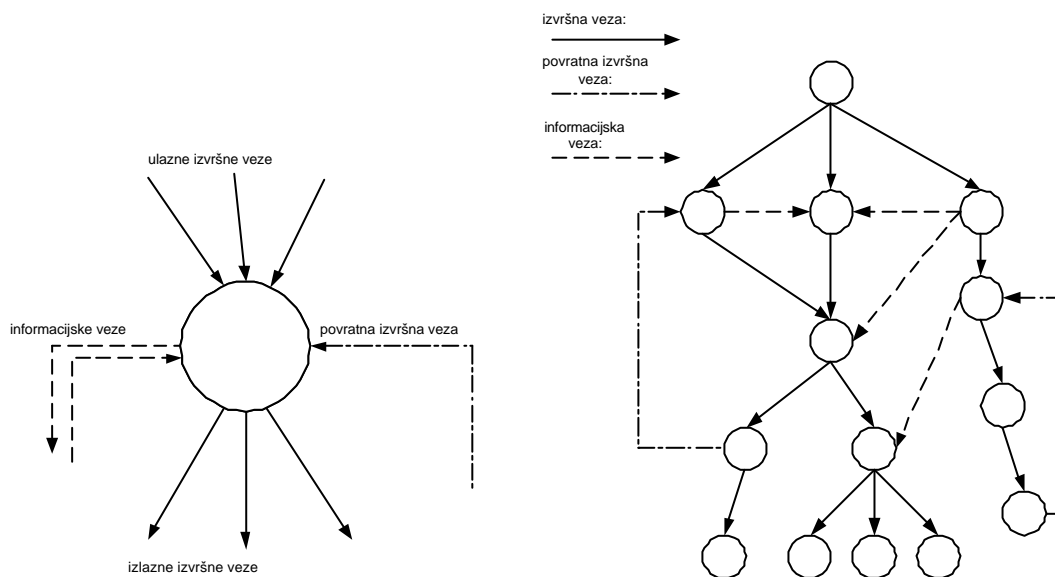 izvršna veza:
povratna izvršna
veza:
informacijska
veza:
ulazne izvršne veze
informacijske veze
povratna izvršna veza
izlazne izvršne veze